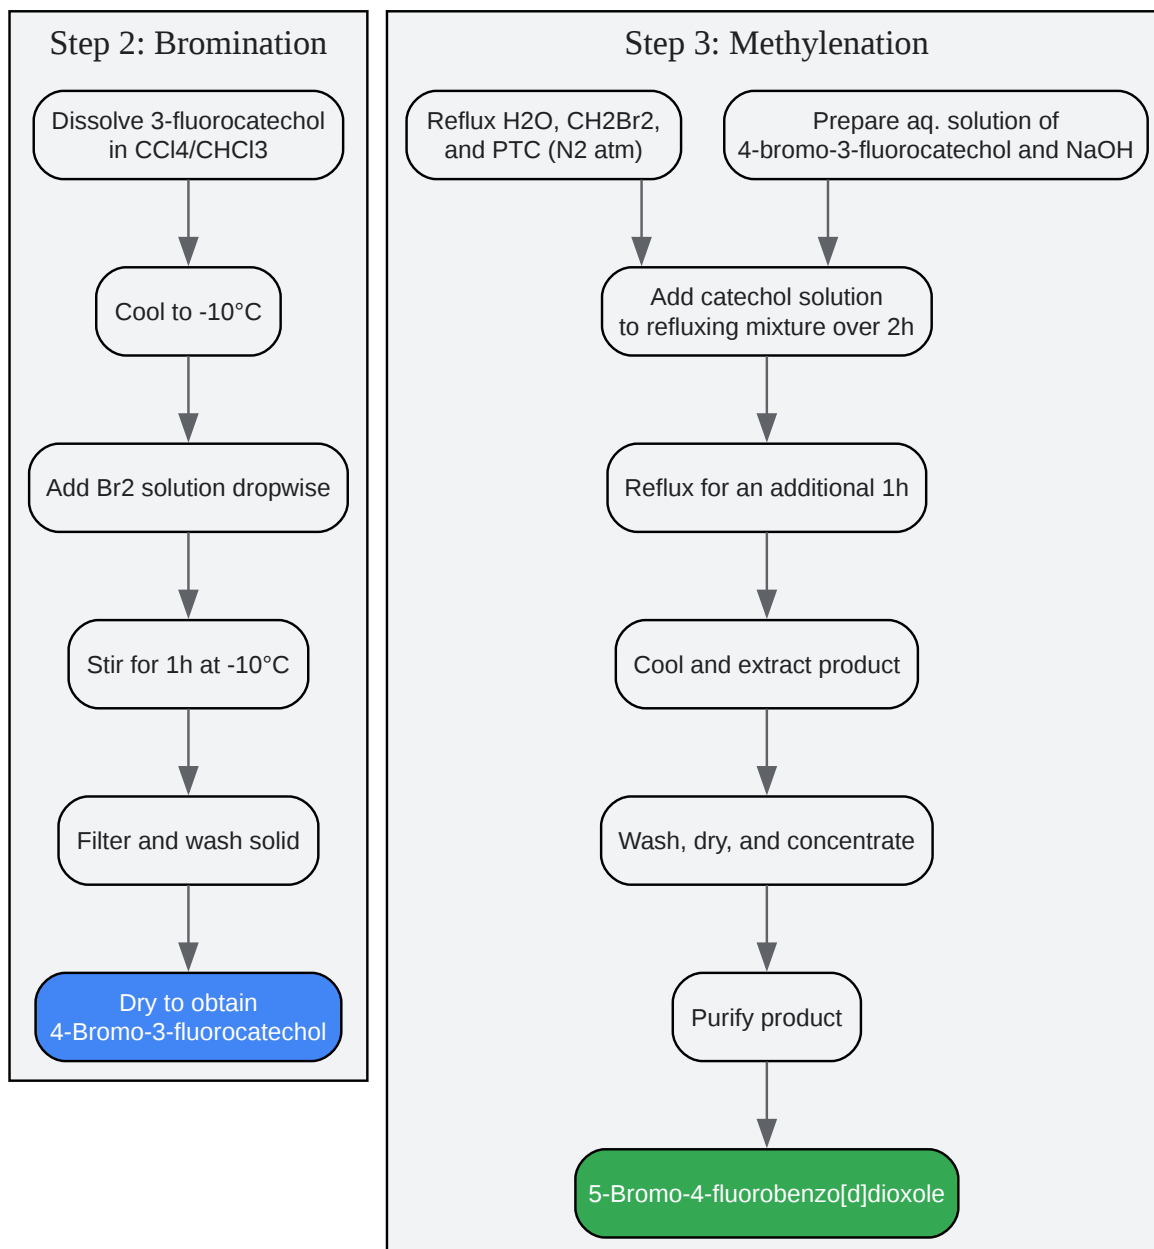 Step 2: Bromination
Dissolve 3-fluorocatechol
in CCl4/CHCl3
Cool to -10°C
Add Br2 solution dropwise
Stir for 1h at -10°C
Filter and wash solid
Dry to obtain
4-Bromo-3-fluorocatechol
Step 3: Methylenation
Reflux H2O, CH2Br2,
and PTC (N2 atm)
Prepare aq. solution of
4-bromo-3-fluorocatechol and NaOH
Add catechol solution
to refluxing mixture over 2h
Reflux for an additional 1h
Cool and extract product
Wash, dry, and concentrate
Purify product
5-Bromo-4-fluorobenzo[d]dioxole